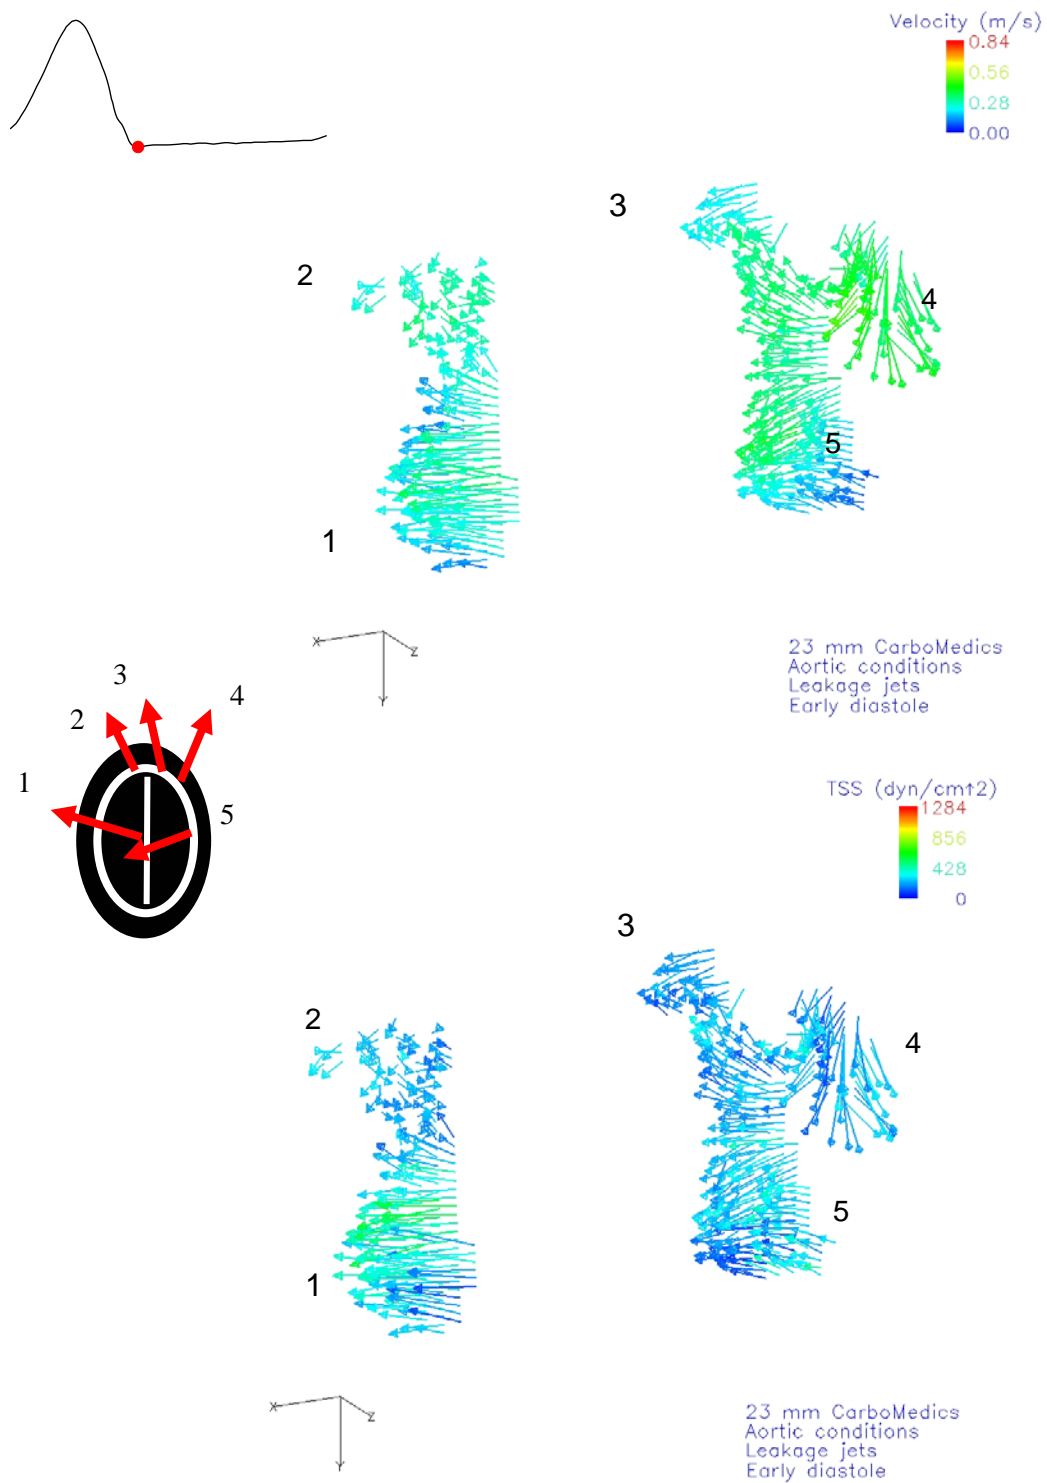 Velocity (m/s)
0.84
0.56
0.28
0.00
3
2
4
5
1
X
Z
Y
23 mm CarboMedics
Aortic conditions
Leakage jets
Early diastole
3
2
4
1
5
TSS (dyn/cm↑2)
1284
856
428
0
3
2
4
5
1
X
Z
Y
23 mm CarboMedics
Aortic conditions
Leakage jets
Early diastole